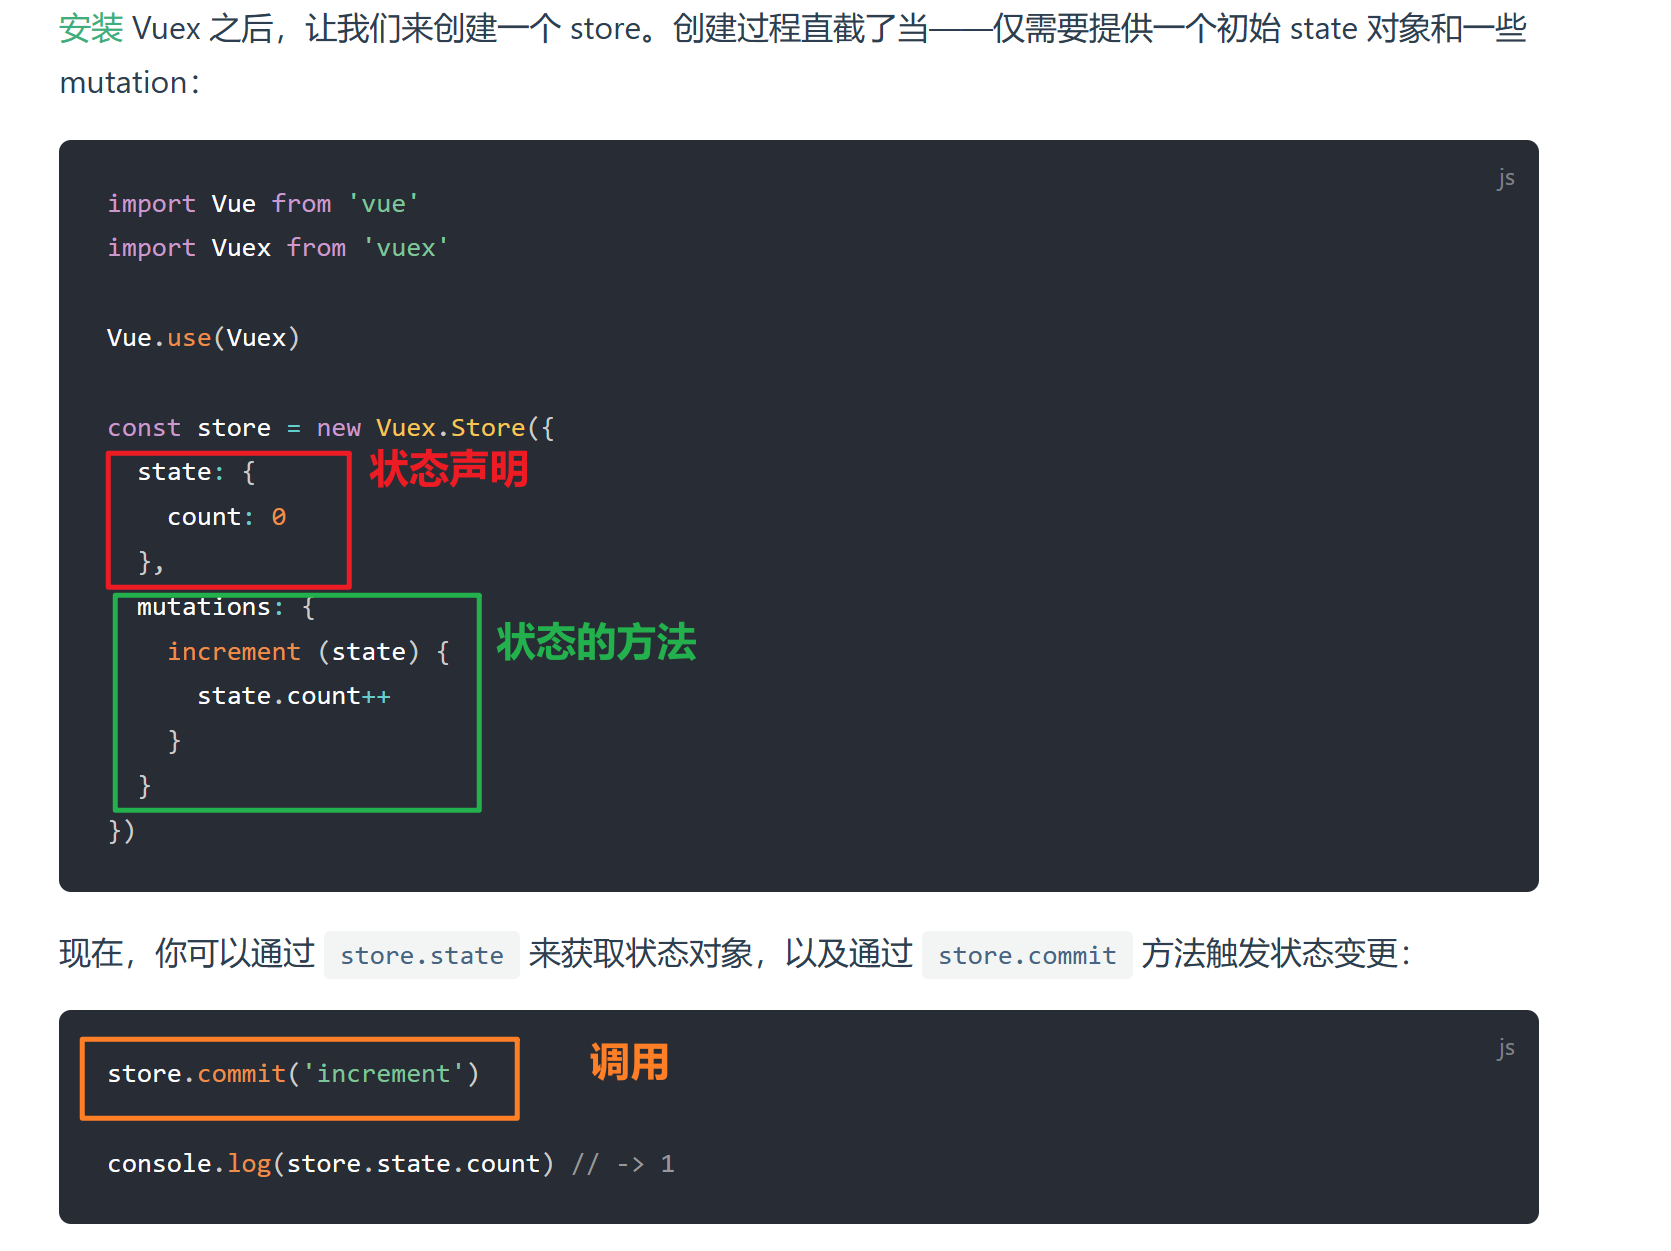 安装 Vuex 之后，让我们来创建一个 store。创建过程直截了当——仅需要提供一个初始 state 对象和一些
mutation：
js
import Vue from 'vue'
import Vuex from 'vuex'
Vue.use(Vuex)
const store = new Vuex.Store({
state: { 状态声明
count: 0
},
mutations: {
increment (state) { 状态的方法
state.count++
}
}
})
现在，你可以通过 store.state 来获取状态对象，以及通过 store.commit 方法触发状态变更：
js
store.commit('increment') 调用
console.log(store.state.count) // -> 1